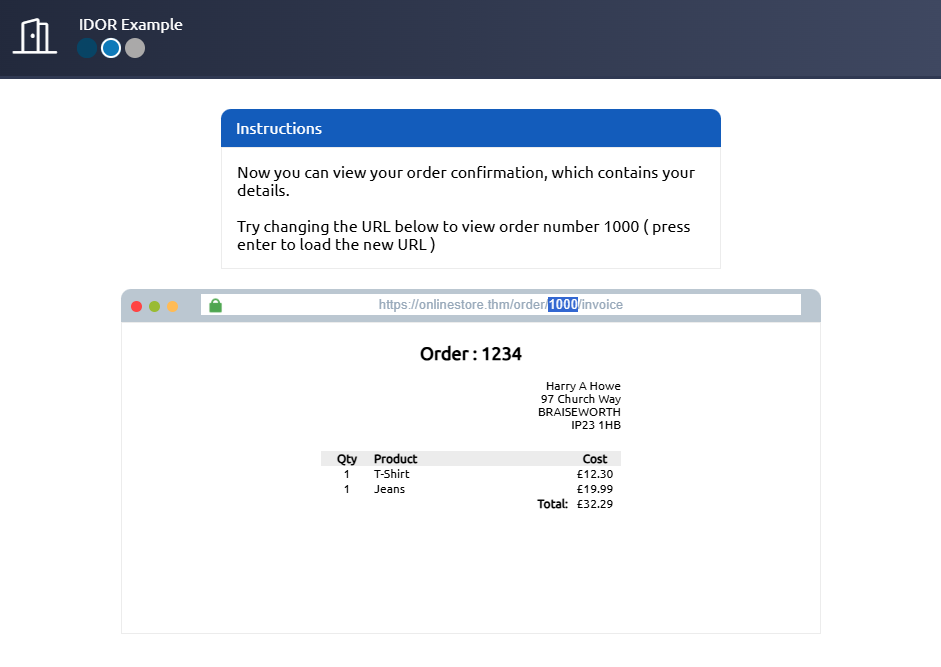 IDOR Example
Instructions
Now you can view your order confirmation, which contains your
details.
Try changing the URL below to view order number 1000 ( press
enter to load the new URL )
https://onlinestore.thm/order/1000/invoice
Order : 1234
Harry A Howe
97 Church Way
BRAISEWORTH
IP23 1HB
Qty Product Cost
1 T-Shirt £12.30
1 Jeans £19.99
Total: £32.29